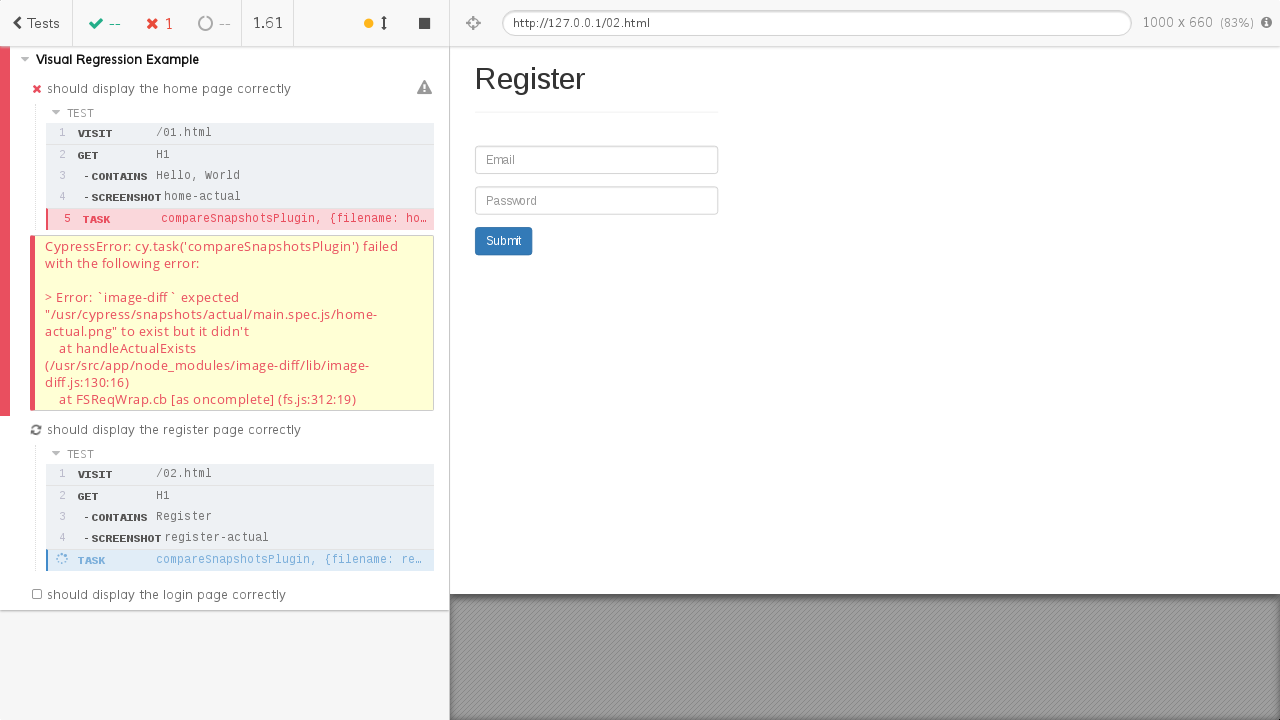 Tests
--
1
--
1.61
http://127.0.0.1/02.html
1000 x 660 (83%)
Visual Regression Example
should display the home page correctly
TEST
1 VISIT /01.html
2 GET H1
3 -CONTAINS Hello, World
4 -SCREENSHOT home-actual
5 TASK compareSnapshotsPlugin, {filename: ho…
CypressError: cy.task('compareSnapshotsPlugin') failed
with the following error:
> Error: `image-diff` expected
"/usr/cypress/snapshots/actual/main.spec.js/home-
actual.png" to exist but it didn't
at handleActualExists
(/usr/src/app/node_modules/image-diff/lib/image-
diff.js:130:16)
at FSReqWrap.cb [as oncomplete] (fs.js:312:19)
should display the register page correctly
TEST
1 VISIT /02.html
2 GET H1
3 -CONTAINS Register
4 -SCREENSHOT register-actual
TASK compareSnapshotsPlugin, {filename: re…
should display the login page correctly
Register
Email
Password
Submit